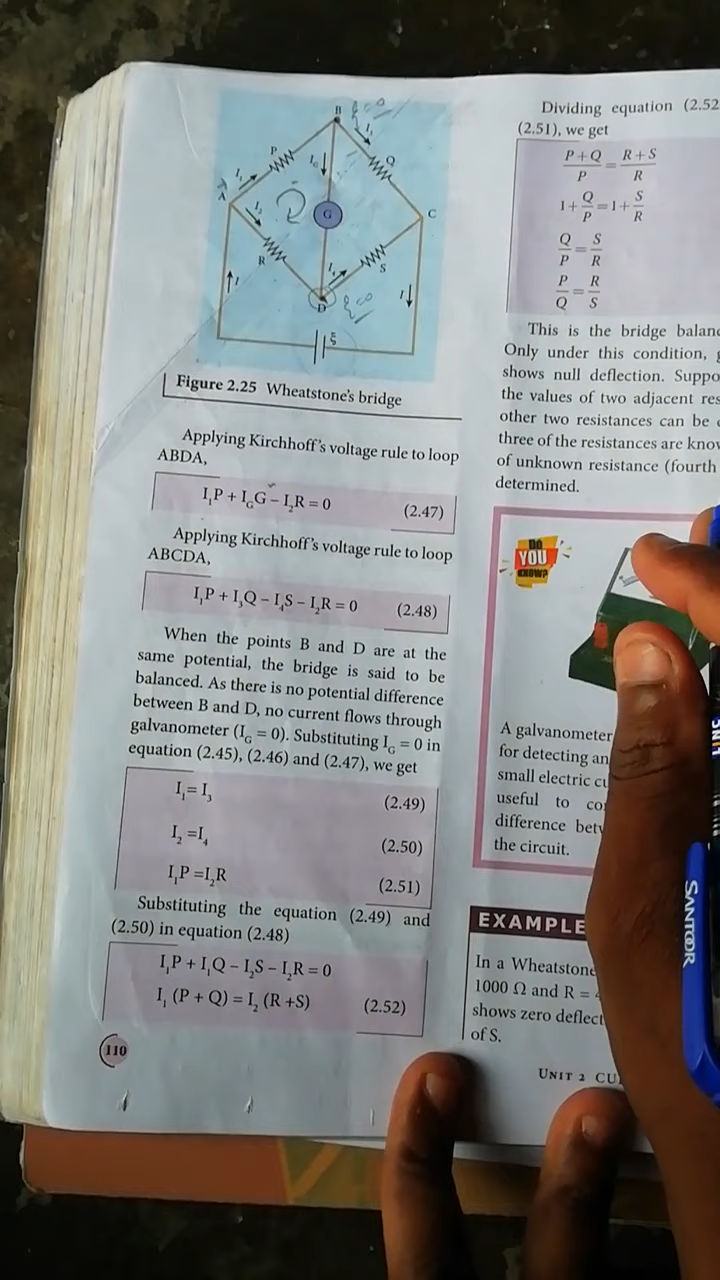 B
I₁
P
Q
I_G
I₁
A
G
C
I₂
R
I₄
S
I
D
I
ξ
Figure 2.25 Wheatstone's bridge
Applying Kirchhoff's voltage rule to loop
ABDA,
I₁P + I_GG – I₂R = 0 (2.47)
Applying Kirchhoff's voltage rule to loop
ABCDA,
I₁P + I₃Q – I₄S – I₂R = 0 (2.48)
When the points B and D are at the
same potential, the bridge is said to be
balanced. As there is no potential difference
between B and D, no current flows through
galvanometer (I_G = 0). Substituting I_G = 0 in
equation (2.45), (2.46) and (2.47), we get
I₁ = I₃ (2.49)
I₂ =I₄ (2.50)
I₁P =I₂R (2.51)
Substituting the equation (2.49) and
(2.50) in equation (2.48)
I₁P + I₁Q – I₂S – I₂R = 0
I₁ (P + Q) = I₂ (R +S) (2.52)
110
Dividing equation (2.52
(2.51), we get
(P+Q)/P = (R+S)/R
1+Q/P=1+S/R
Q/P = S/R
P/Q = R/S
This is the bridge
Only under this condition,
shows null deflection.
the values of two adjacent
other two resistances can be
three of the resistances are
of unknown resistance (fourth
determined.
DO
YOU
KNOW?
A galvanometer
for detecting an
small electric
useful to
difference
the circuit.
EXAMPLE
In a Wheatstone
1000 Ω and R =
shows zero
of S.
UNIT 2
SANTOOR